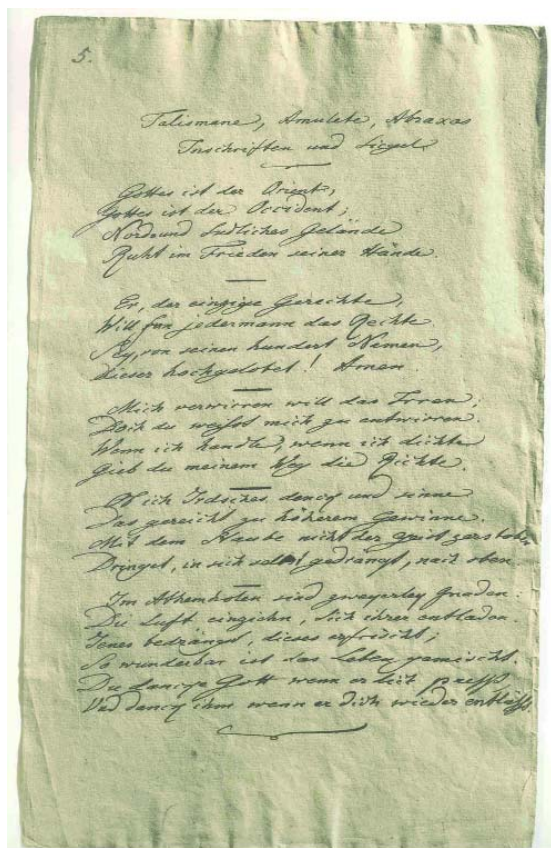 5.
Talismane, Amulete, Abraxas
Inschriften und Siegel.
Gottes ist der Orient,
Gottes ist der Occident;
Nord und südliches Gelände
Ruht im Frieden seiner Hände.
Er, der einzige Gerechte,
Will für jedermann das Rechte.
Sey, von seinen hundert Namen,
Dieser hochgelobet! Amen.
Mich verwirren will das Irren;
Doch du weisst mich zu entwirren.
Wenn ich handle, wenn ich dichte
Gieb du meinem Weg die Richte.
Ob ich Irdsches denck und sinne
Das gereicht zu höherem Gewinne.
Mit dem Staube nicht der Geist zerstoben
Dringet, in sich selbst gedrängt, nach oben.
Im Athemholen sind zweyerley Gnaden:
Die Luft einziehn, sich ihrer entladen.
Jenes bedrängt, dieses erfrischt;
So wunderbar ist das Leben gemischt.
Du dancke Gott wenn er dich presst
Und danck ihm wenn er dich wieder entlässt.